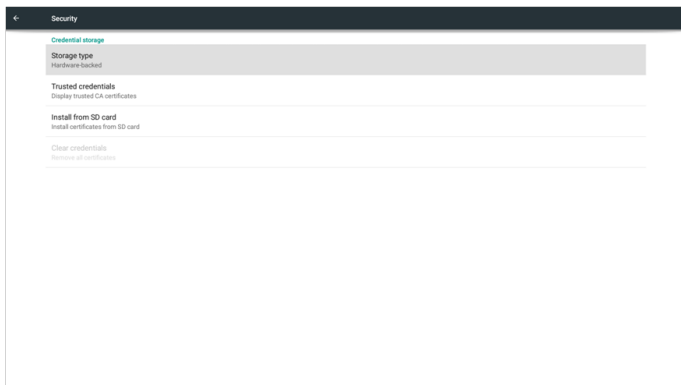 Security
Credential storage
Storage type
Hardware-backed
Trusted credentials
Display trusted CA certificates
Install from SD card
Install certificates from SD card
Clear credentials
Remove all certificates